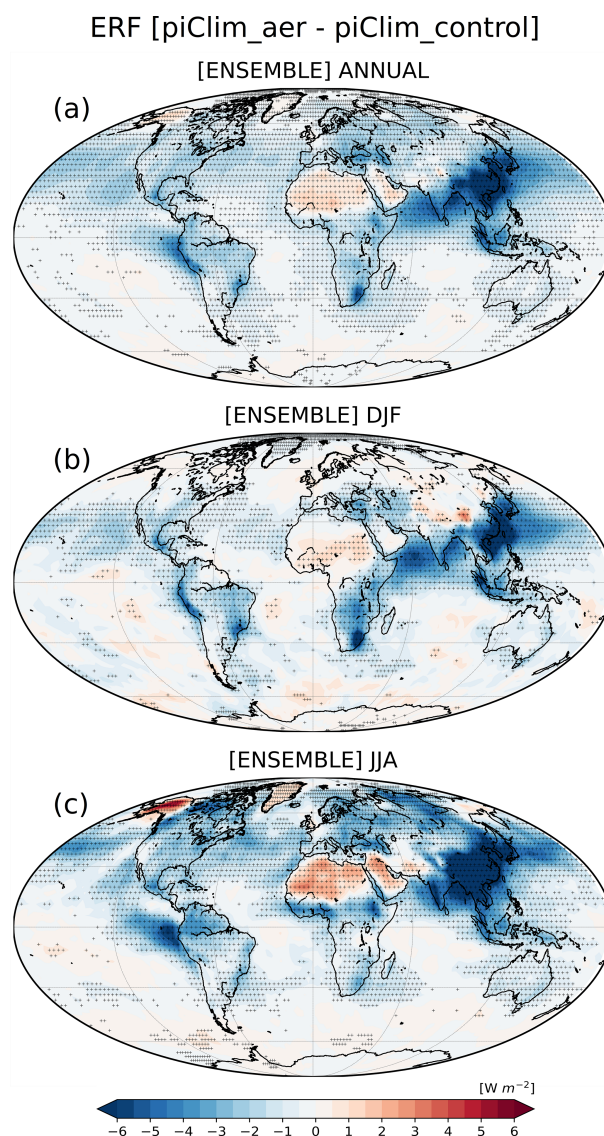 ERF [piClim_aer - piClim_control]
[ENSEMBLE] ANNUAL
(a)
[ENSEMBLE] DJF
(b)
[ENSEMBLE] JJA
(c)
[W m⁻²]
−6 −5 −4 −3 −2 −1 0 1 2 3 4 5 6